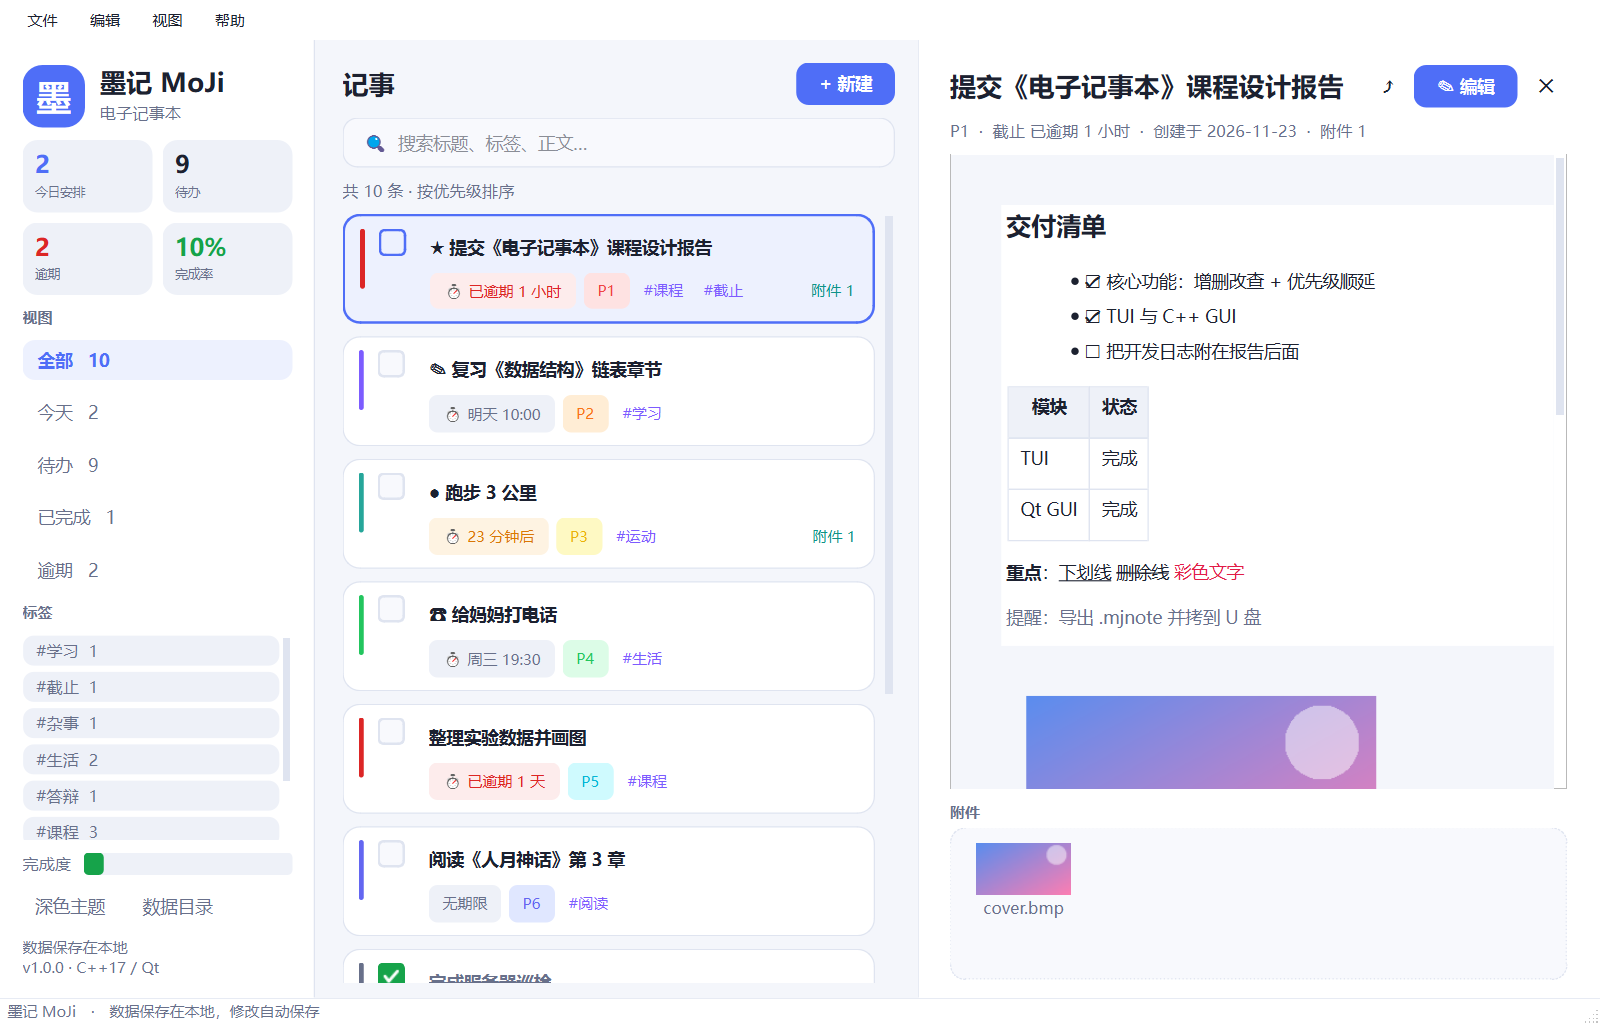 文件 编辑 视图 帮助
墨 墨记 MoJi
电子记事本
2
今日安排
9
待办
2
逾期
10%
完成率
视图
全部 10
今天 2
待办 9
已完成 1
逾期 2
标签
#学习 1
#截止 1
#杂事 1
#生活 2
#答辩 1
#课程 3
完成度
深色主题 数据目录
数据保存在本地
v1.0.0 · C++17 / Qt
记事
+ 新建
搜索标题、标签、正文...
共 10 条 · 按优先级排序
★ 提交《电子记事本》课程设计报告
已逾期 1 小时 P1 #课程 #截止 附件 1
✎ 复习《数据结构》链表章节
明天 10:00 P2 #学习
● 跑步 3 公里
23 分钟后 P3 #运动 附件 1
☎ 给妈妈打电话
周三 19:30 P4 #生活
整理实验数据并画图
已逾期 1 天 P5 #课程
阅读《人月神话》第 3 章
无期限 P6 #阅读
完成服务器巡检
提交《电子记事本》课程设计报告
✎ 编辑
P1 · 截止 已逾期 1 小时 · 创建于 2026-11-23 · 附件 1
交付清单
• ☑ 核心功能：增删改查 + 优先级顺延
• ☑ TUI 与 C++ GUI
• ☐ 把开发日志附在报告后面
模块 状态
TUI 完成
Qt GUI 完成
重点：下划线 删除线 彩色文字
提醒：导出 .mjnote 并拷到 U 盘
附件
cover.bmp
墨记 MoJi · 数据保存在本地，修改自动保存